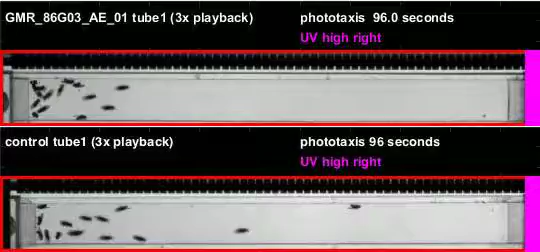 GMR_86G03_AE_01 tube1 (3x playback) phototaxis 96.0 seconds
UV high right
control tube1 (3x playback) phototaxis 96 seconds
UV high right